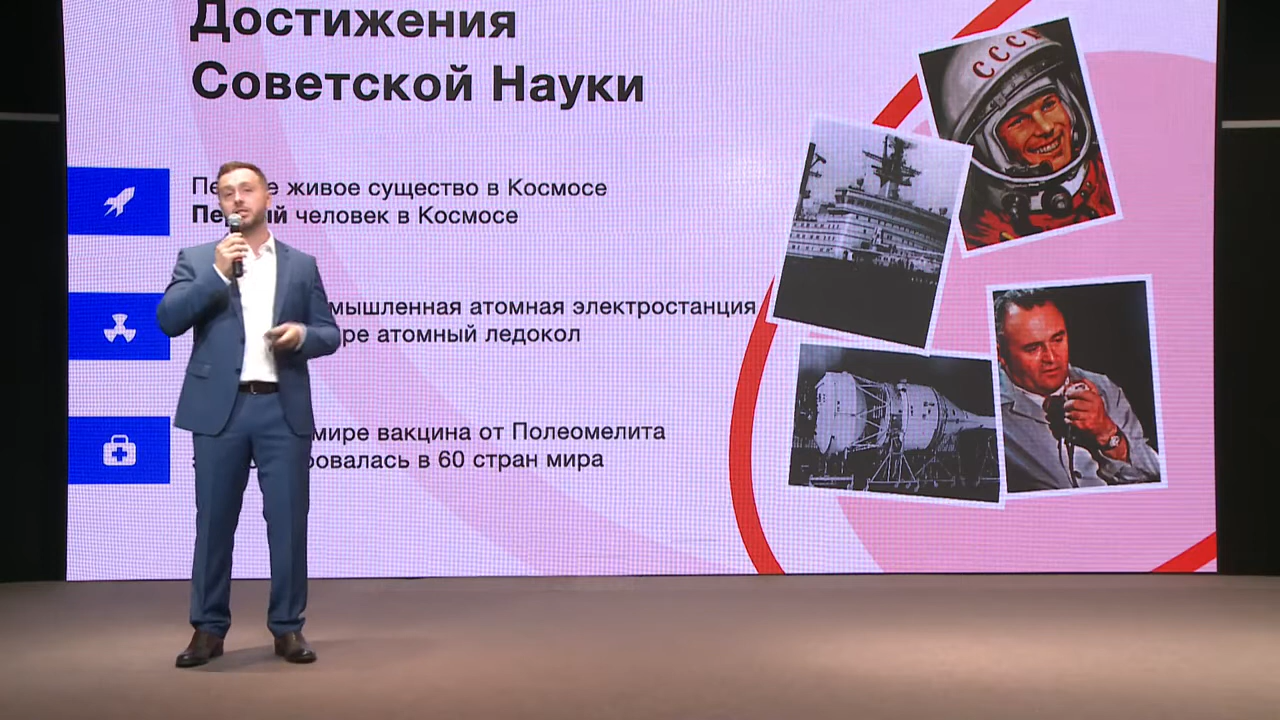 Достижения
Советской Науки
СССР
живое существо в Космосе
человек в Космосе
атомная электростанция
атомный ледокол
мире вакцина от Полеомелита
в 60 стран мира